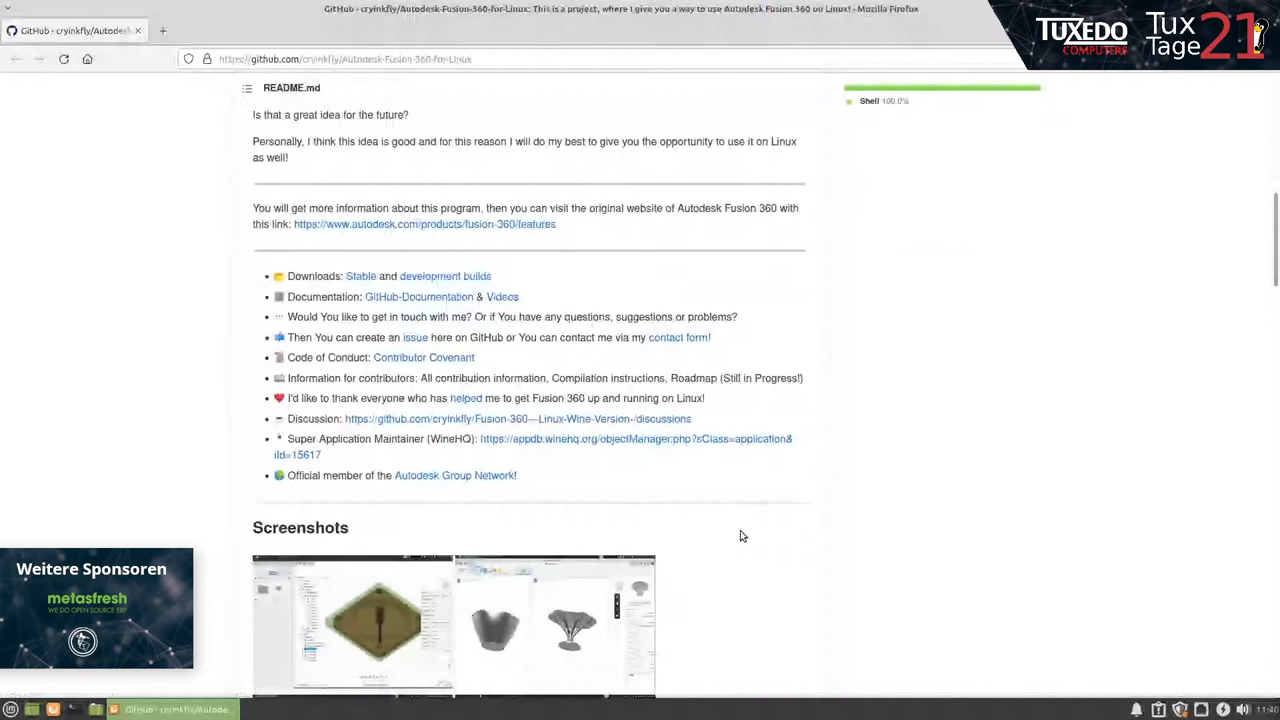 GitHub - cryinkfly/Autodesk-Fusion-360-for-Linux: This is a project, where I give you a way to use Autodesk Fusion 360 on Linux! - Mozilla Firefox
GitHub - cryinkfly/Autodes
TUXEDO
COMPUTERS
Tux
Tage
21
https://github.com/cryinkfly/Autodesk-Fusion-360-for-Linux
README.md
Shell 100.0%
Is that a great idea for the future?
Personally, I think this idea is good and for this reason I will do my best to give you the opportunity to use it on Linux
as well!
You will get more information about this program, then you can visit the original website of Autodesk Fusion 360 with
this link: https://www.autodesk.com/products/fusion-360/features
Downloads: Stable and development builds
Documentation: GitHub-Documentation & Videos
Would You like to get in touch with me? Or if You have any questions, suggestions or problems?
Then You can create an issue here on GitHub or You can contact me via my contact form!
Code of Conduct: Contributor Covenant
Information for contributors: All contribution information, Compilation instructions, Roadmap (Still in Progress!)
I'd like to thank everyone who has helped me to get Fusion 360 up and running on Linux!
Discussion: https://github.com/cryinkfly/Fusion-360---Linux-Wine-Version-/discussions
Super Application Maintainer (WineHQ): https://appdb.winehq.org/objectManager.php?sClass=application&
iId=15617
Official member of the Autodesk Group Network!
Screenshots
Weitere Sponsoren
metasfresh
WE DO OPEN SOURCE ERP
GitHub - cryinkfly/Autode
11:40